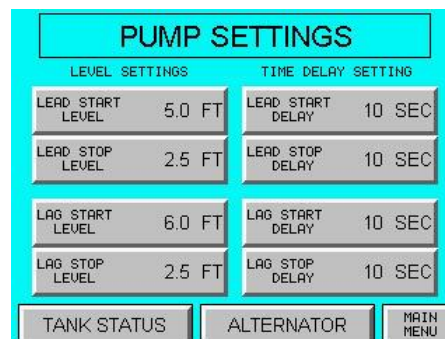 PUMP SETTINGS
LEVEL SETTINGS
TIME DELAY SETTING
LEAD START
LEVEL
5.0 FT
LEAD START
DELAY
10 SEC
LEAD STOP
LEVEL
2.5 FT
LEAD STOP
DELAY
10 SEC
LAG START
LEVEL
6.0 FT
LAG START
DELAY
10 SEC
LAG STOP
LEVEL
2.5 FT
LAG STOP
DELAY
10 SEC
TANK STATUS
ALTERNATOR
MAIN
MENU